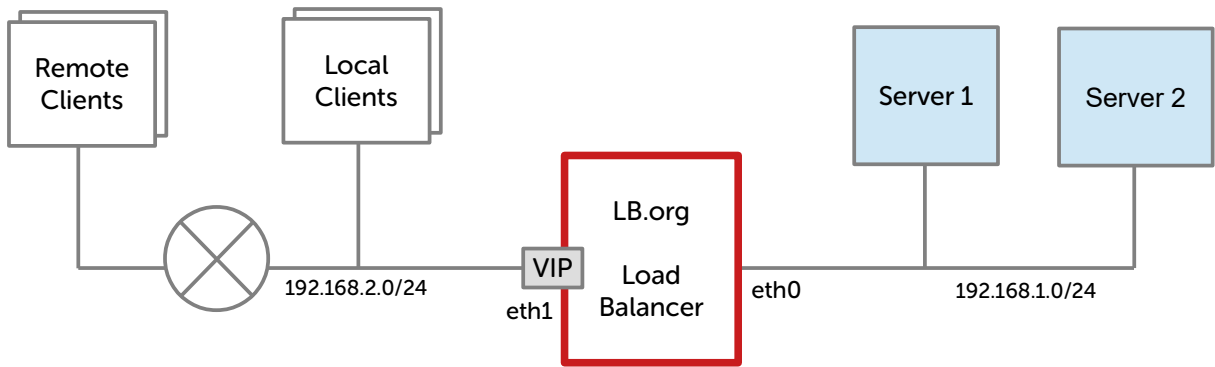 Remote
Clients
Local
Clients
Server 1
Server 2
LB.org
Load
Balancer
VIP
eth1
eth0
192.168.2.0/24
192.168.1.0/24